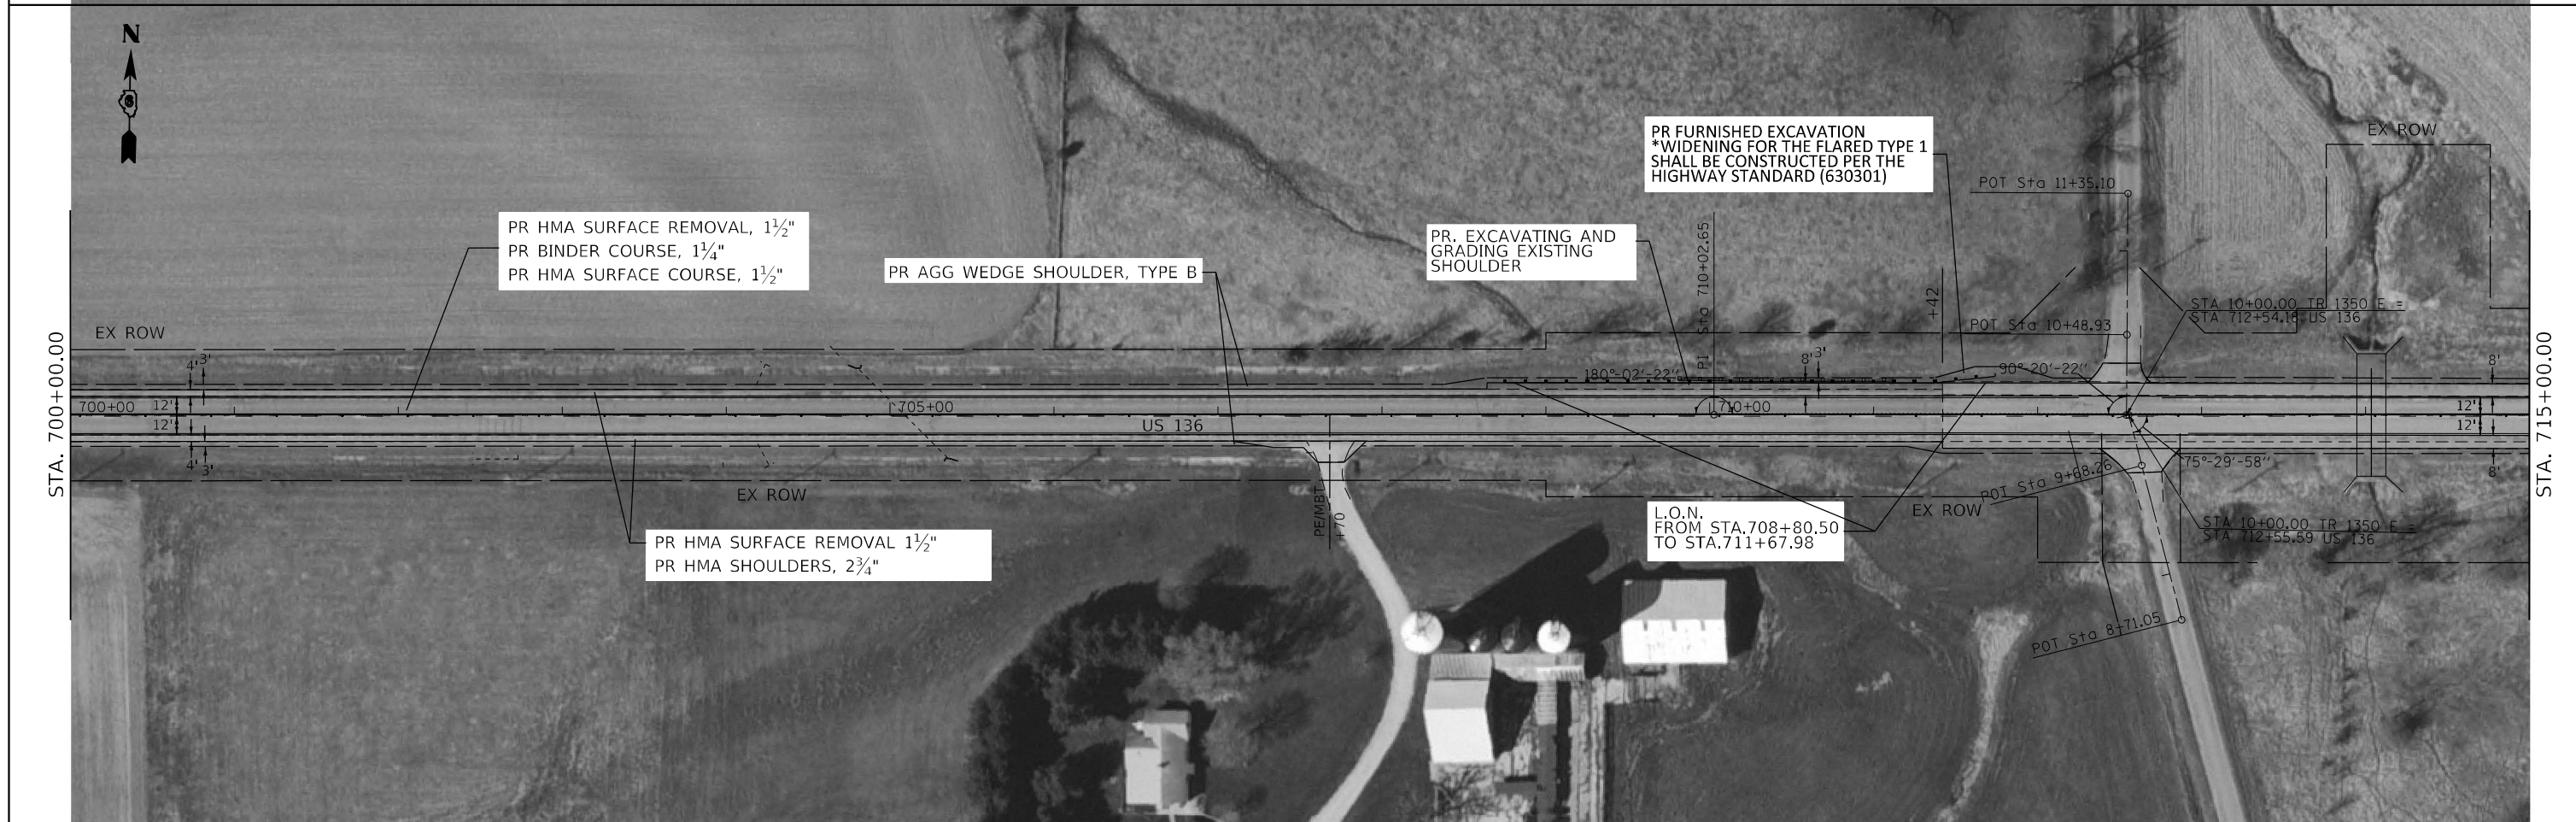 N
PR FURNISHED EXCAVATION
*WIDENING FOR THE FLARED TYPE 1
SHALL BE CONSTRUCTED PER THE
HIGHWAY STANDARD (630301)
EX ROW
POT Sta 11+35.10
PR HMA SURFACE REMOVAL, 1½"
PR BINDER COURSE, 1¼"
PR HMA SURFACE COURSE, 1½"
PR AGG WEDGE SHOULDER, TYPE B
PR. EXCAVATING AND
GRADING EXISTING
SHOULDER
PI Sta 710+02.65
+42
STA 10+00.00 TR 1350 E =
STA 712+54.18 US 136
POT Sta 10+48.93
EX ROW
STA. 700+00.00
STA. 715+00.00
4'
3'
8'
3'
8'
180°-02'-22"
90°-20'-22"
700+00
12'
705+00
710+00
12'
12'
US 136
12'
4'
3'
8'
75°-29'-58"
POT Sta 9+68.26
EX ROW
PE/MBT
+70
L.O.N.
FROM STA.708+80.50
TO STA.711+67.98
EX ROW
STA 10+00.00 TR 1350 E =
STA 712+55.59 US 136
PR HMA SURFACE REMOVAL 1½"
PR HMA SHOULDERS, 2¾"
POT Sta 8+71.05